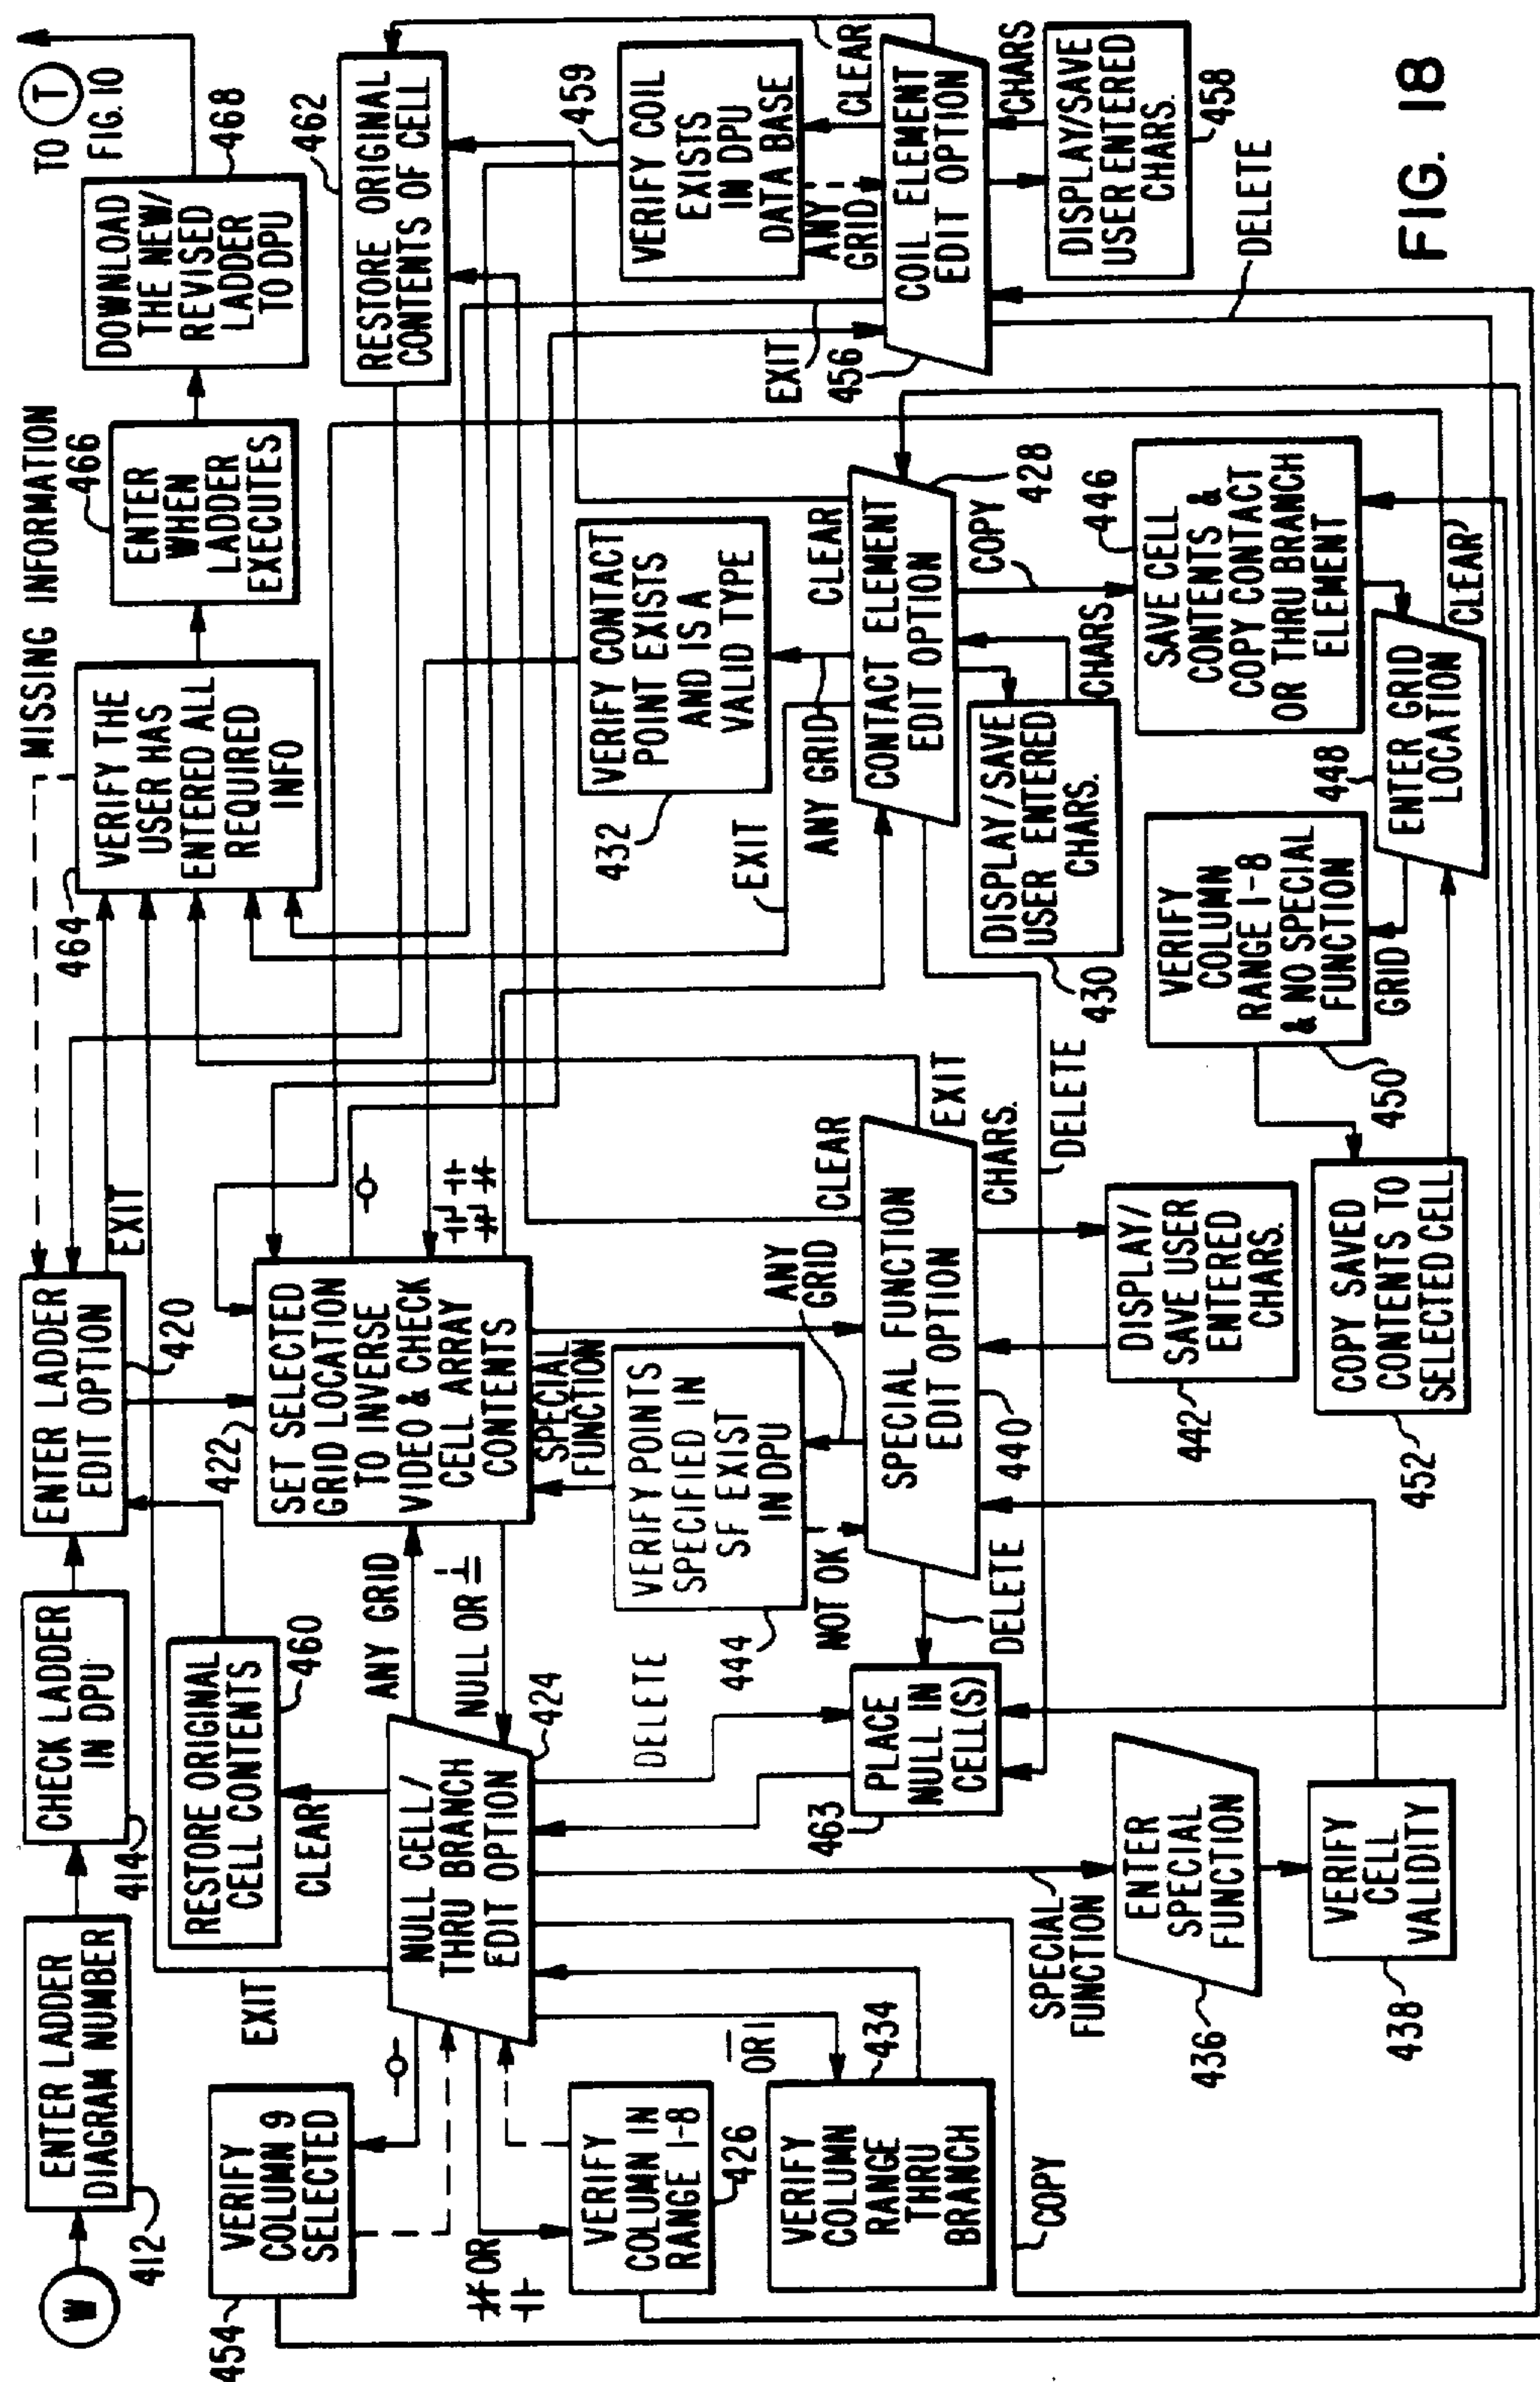 W
412
ENTER LADDER
DIAGRAM NUMBER
414
CHECK LADDER
IN DPU
ENTER LADDER
EDIT OPTION
420
EXIT
MISSING INFORMATION
464
VERIFY THE
USER HAS
ENTERED ALL
REQUIRED
INFO
466
ENTER
WHEN
LADDER
EXECUTES
DOWNLOAD
THE NEW/
REVISED
LADDER
TO DPU
468
TO T
FIG. 10
454
VERIFY
COLUMN 9
SELECTED
EXIT
RESTORE ORIGINAL
CELL CONTENTS
460
CLEAR
422
SET SELECTED
GRID LOCATION
TO INVERSE
VIDEO & CHECK
CELL ARRAY
CONTENTS
ANY GRID
NULL OR
462
RESTORE ORIGINAL
CONTENTS OF CELL
CLEAR
NULL CELL/
THRU BRANCH
EDIT OPTION
424
OR
VERIFY
COLUMN IN
RANGE 1-8
426
OR
434
VERIFY
COLUMN
RANGE
THRU
BRANCH
COPY
DELETE
SPECIAL
FUNCTION
444
VERIFY POINTS
SPECIFIED IN
SF EXIST
IN DPU
NOT OK
ANY
GRID
CLEAR
463
PLACE
NULL IN
CELL(S)
DELETE
SPECIAL FUNCTION
EDIT OPTION
440
EXIT
CHARS.
DELETE
SPECIAL
FUNCTION
436
ENTER
SPECIAL
FUNCTION
438
VERIFY
CELL
VALIDITY
442
DISPLAY/
SAVE USER
ENTERED
CHARS.
452
COPY SAVED
CONTENTS TO
SELECTED CELL
432
VERIFY CONTACT
POINT EXISTS
AND IS A
VALID TYPE
EXIT
ANY GRID
CLEAR
CONTACT ELEMENT
EDIT OPTION
428
COPY
430
DISPLAY/SAVE
USER ENTERED
CHARS.
CHARS
446
SAVE CELL
CONTENTS &
COPY CONTACT
OR THRU BRANCH
ELEMENT
450
VERIFY
COLUMN
RANGE 1-8
& NO SPECIAL
FUNCTION
GRID
448
ENTER GRID
LOCATION
CLEAR
459
VERIFY COIL
EXISTS
IN DPU
DATA BASE
ANY
GRID
CLEAR
EXIT
456
COIL ELEMENT
EDIT OPTION
CHARS
DISPLAY/SAVE
USER ENTERED
CHARS.
458
DELETE
FIG. 18